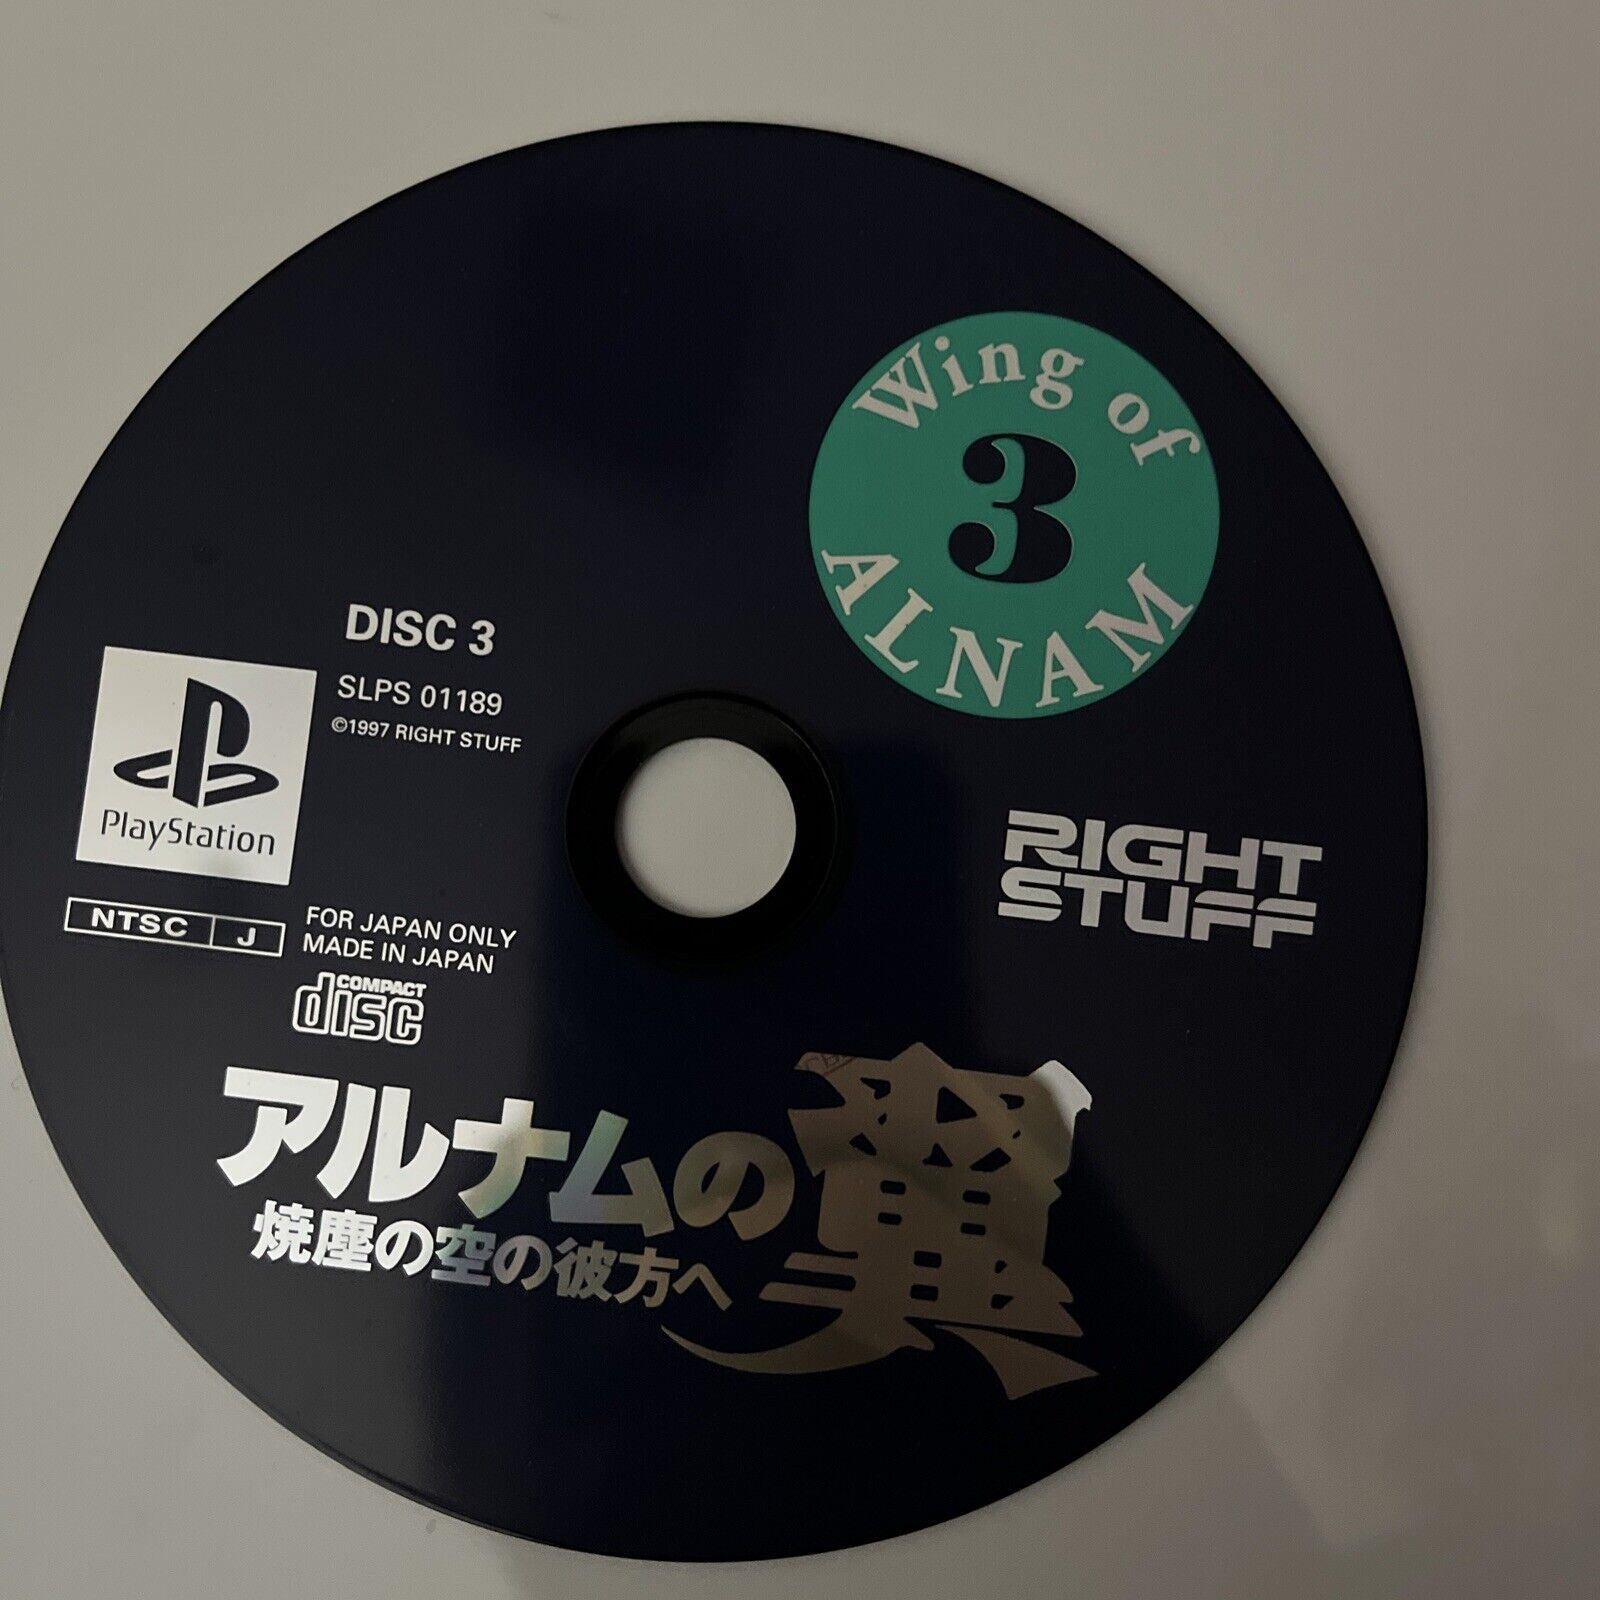 Wing of
3
ALNAM
DISC 3
SLPS 01189
©1997 RIGHT STUFF
PlayStation
RIGHT
STUFF
NTSC J
FOR JAPAN ONLY
MADE IN JAPAN
COMPACT
disc
アルナムの翼
焼塵の空の彼方へ